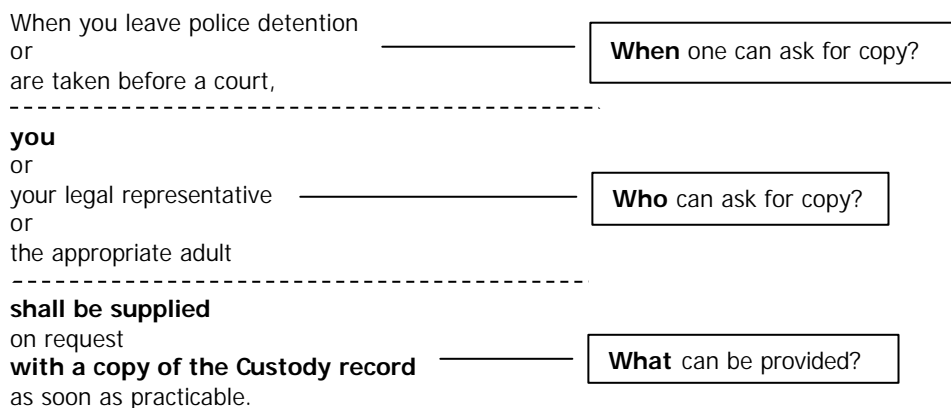 When you leave police detention
or
When one can ask for copy?
are taken before a court,
you
or
your legal representative
Who can ask for copy?
or
the appropriate adult
shall be supplied
on request
with a copy of the Custody record
What can be provided?
as soon as practicable.